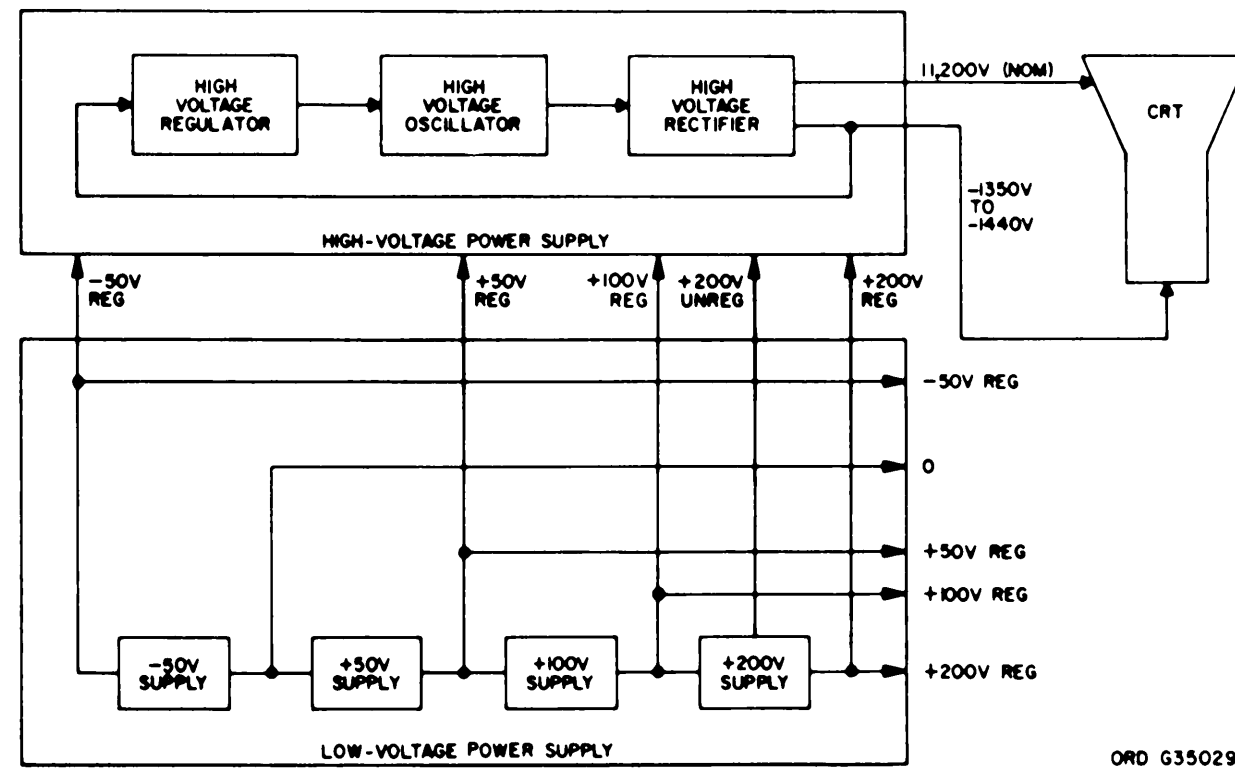 HIGH
VOLTAGE
REGULATOR
HIGH
VOLTAGE
OSCILLATOR
HIGH
VOLTAGE
RECTIFIER
11,200V (NOM)
CRT
-1350V
TO
-1440V
HIGH-VOLTAGE POWER SUPPLY
-50V
REG
+50V
REG
+100V
REG
+200V
UNREG
+200V
REG
-50V REG
0
+50V REG
+100V REG
+200V REG
-50V
SUPPLY
+50V
SUPPLY
+100V
SUPPLY
+200V
SUPPLY
LOW-VOLTAGE POWER SUPPLY
ORD G35029